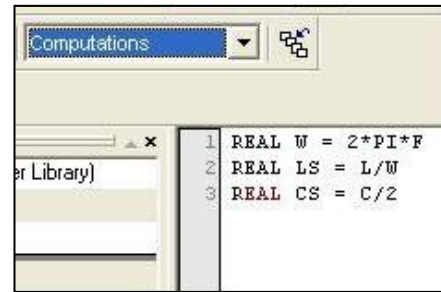 Computations
er Library)
1 REAL W = 2*PI*F
2 REAL LS = L/W
3 REAL CS = C/2